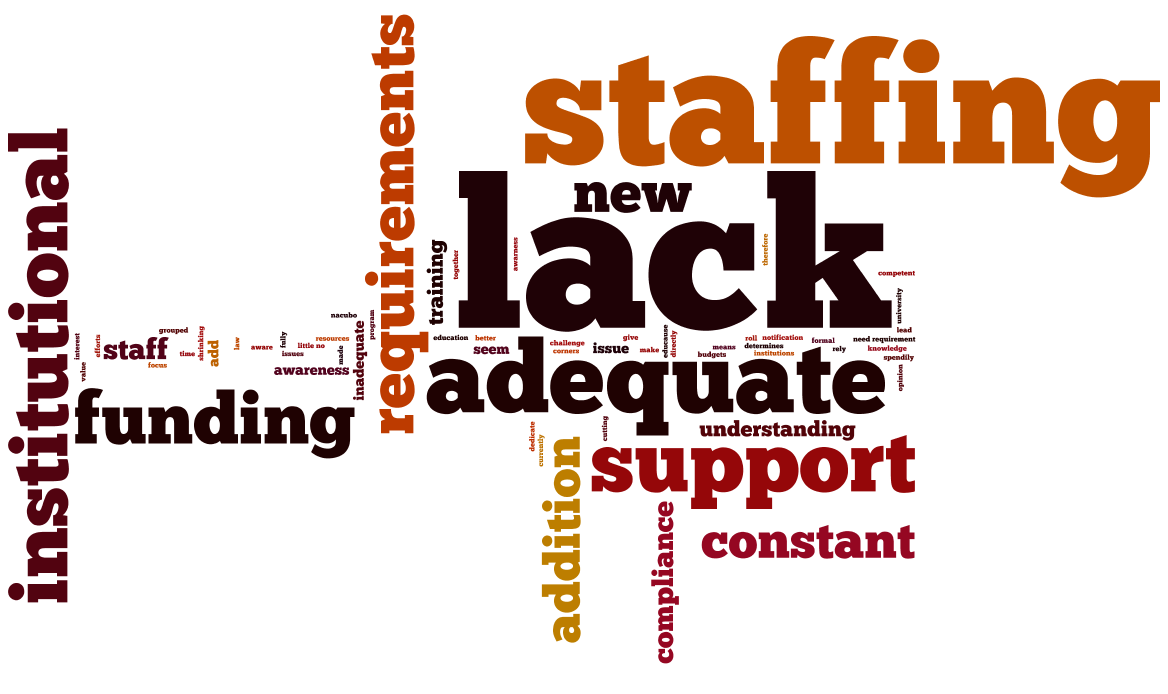 staffing
requirements
institutional
new
lack
training
together
awarness
therefore
competent
university
lead
nacubo
program
inadequate
grouped
interest
efforts
staff
time
shrinking
add
law
aware
fully
issues
resources
little no
made
focus
value
awareness
education
better
seem
challenge
corners
give
issue
make
educause
directly
means
budgets
roll
notification
determines
institutions
formal
rely
need requirement
knowledge
spendily
opinion
adequate
funding
cutting
understanding
dedicate
currently
support
addition
constant
compliance